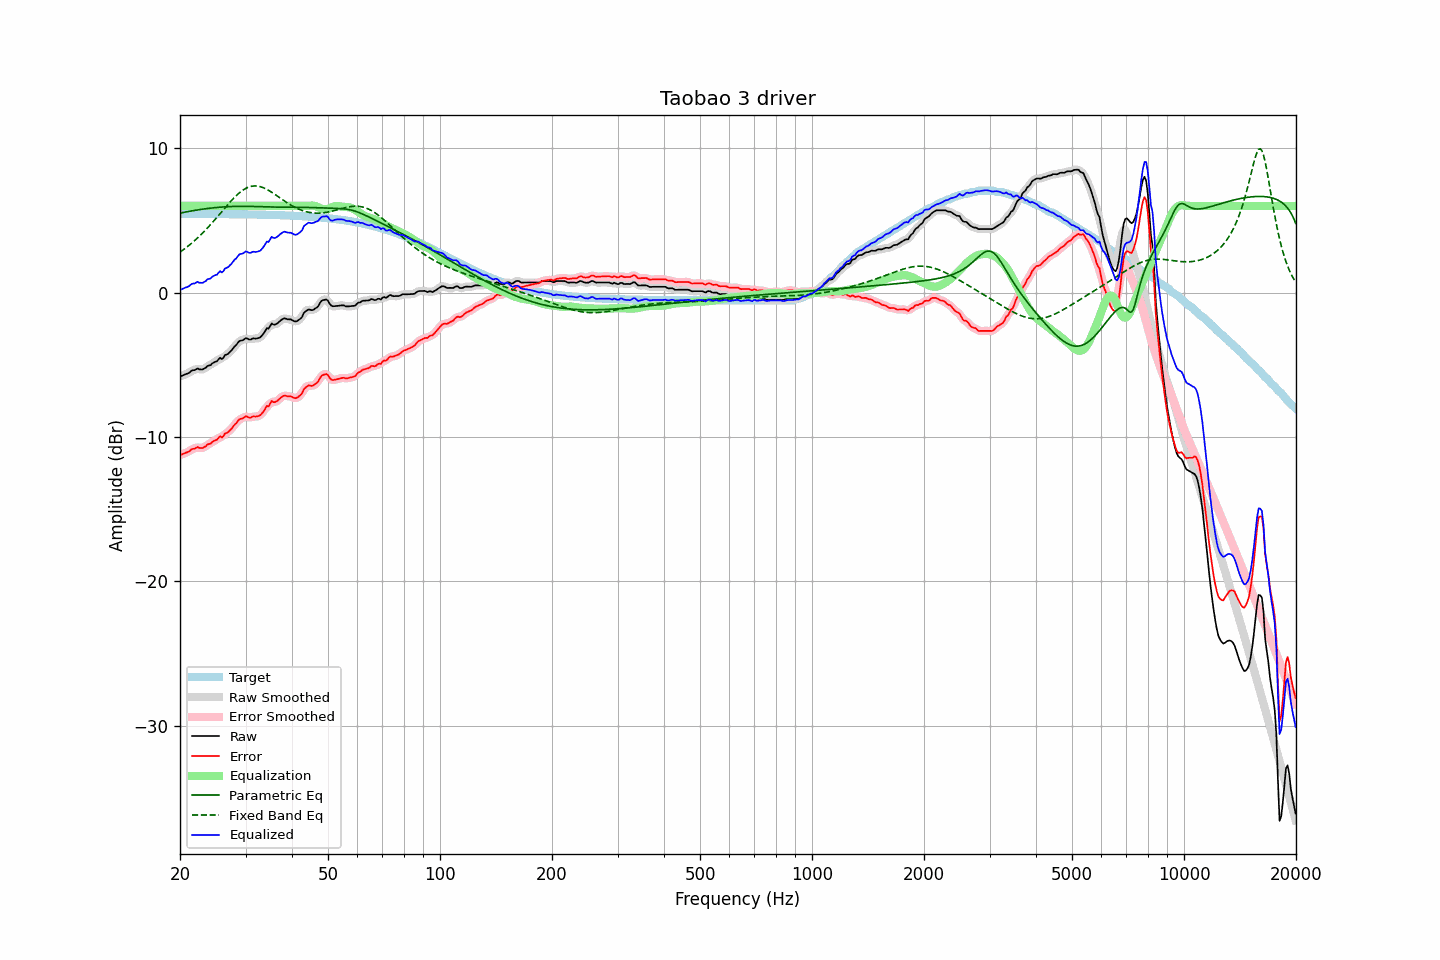 Taobao 3 driver
10
0
−10
−20
−30
Amplitude (dBr)
Target
Raw Smoothed
Error Smoothed
Raw
Error
Equalization
Parametric Eq
Fixed Band Eq
Equalized
20 50 100 200 500 1000 2000 5000 10000 20000
Frequency (Hz)